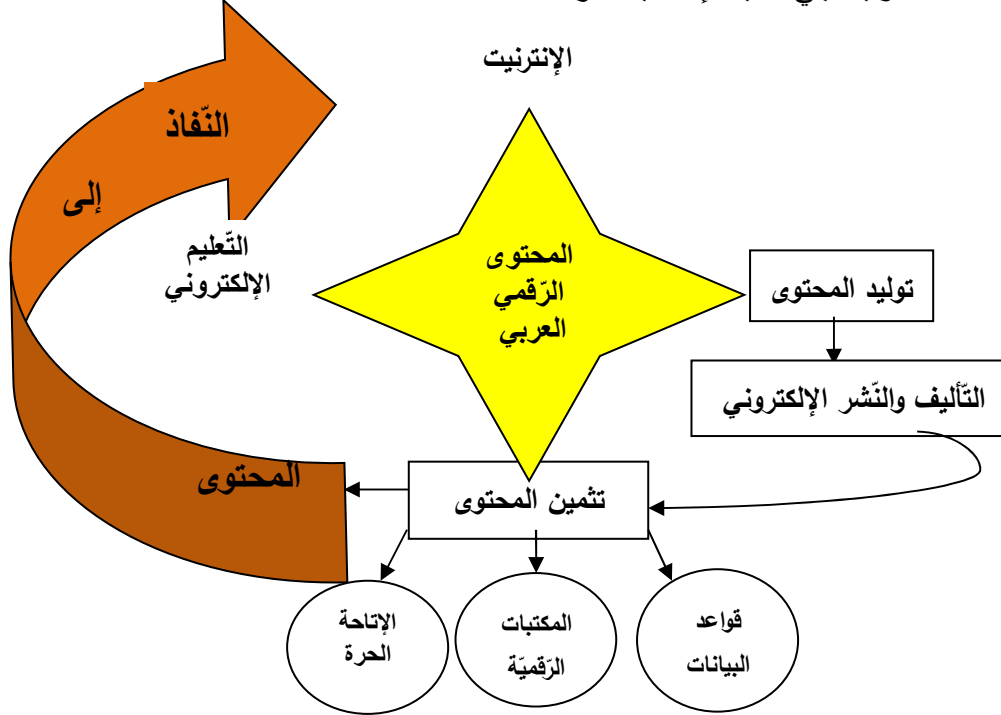 الإنترنيت
النّفاذ
إلى
المحتوى
التّعليم
الإلكتروني
المحتوى
الرّقمي
العربي
توليد المحتوى
التّأليف والنّشر الإلكتروني
تثمين المحتوى
قواعد
البيانات
المكتبات
الرّقميّة
الإتاحة
الحرة